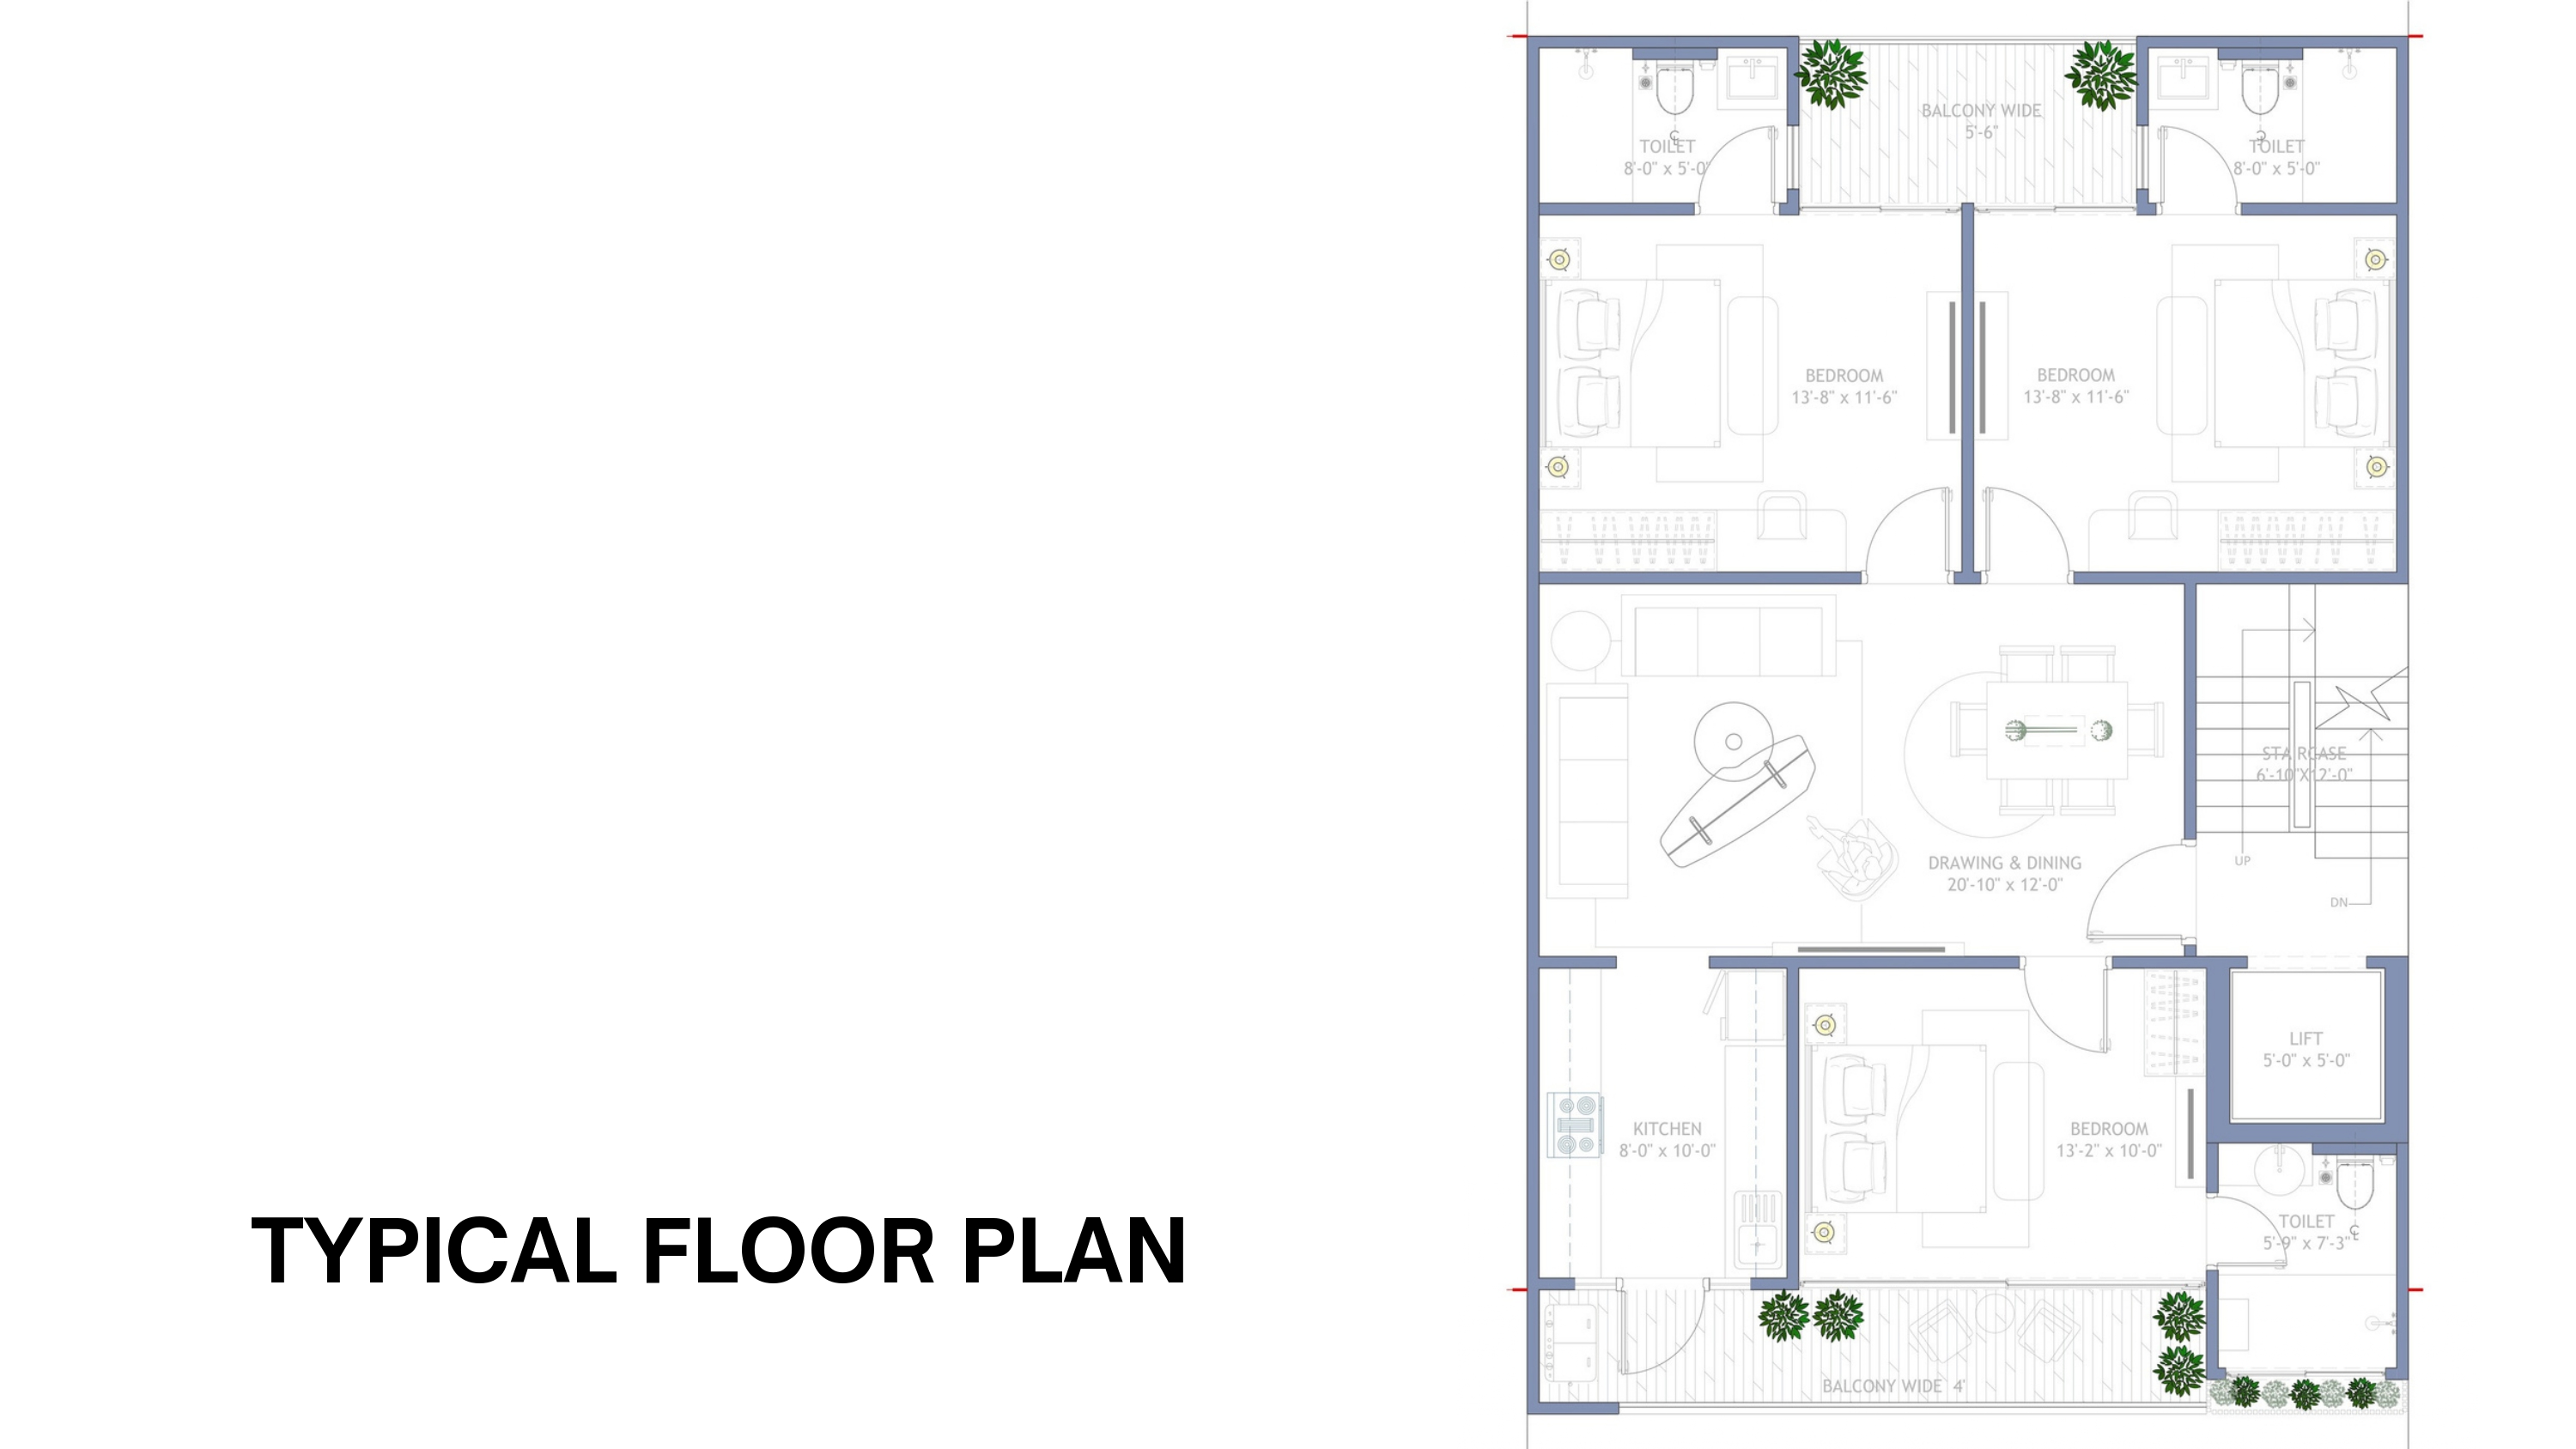 BALCONY WIDE
5'-6"
TOILET
8'-0" x 5'-0"
TOILET
8'-0" x 5'-0"
BEDROOM
13'-8" x 11'-6"
BEDROOM
13'-8" x 11'-6"
STAIRCASE
6'-10"X12'-0"
UP
DN
DRAWING & DINING
20'-10" x 12'-0"
LIFT
5'-0" x 5'-0"
KITCHEN
8'-0" x 10'-0"
BEDROOM
13'-2" x 10'-0"
TOILET
5'-9" x 7'-3"
TYPICAL FLOOR PLAN
BALCONY WIDE 4'